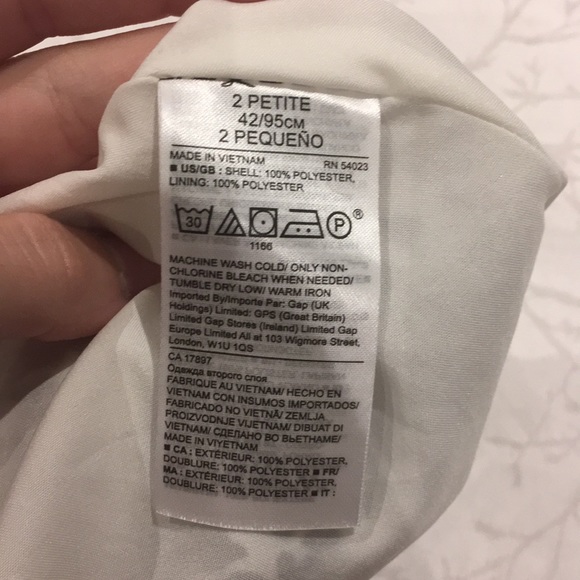 2 PETITE
42/95CM
2 PEQUEÑO
MADE IN VIETNAM RN 54023
■ US/GB : SHELL: 100% POLYESTER,
LINING: 100% POLYESTER
30 P ®
1166
MACHINE WASH COLD/ ONLY NON-
CHLORINE BLEACH WHEN NEEDED/
TUMBLE DRY LOW/ WARM IRON
Imported By/Importe Par: Gap (UK
Holdings) Limited: GPS (Great Britain)
Limited Gap Stores (Ireland) Limited Gap
Europe Limited All at 103 Wigmore Street,
London, W1U 1QS
CA 17897
Одежда второго слоя
FABRIQUE AU VIETNAM/ HECHO EN
VIETNAM CON INSUMOS IMPORTADOS/
FABRICADO NO VIETNÃ/ ZEMLJA
PROIZVODNJE VIJETNAM/ DIBUAT DI
VIETNAM/ СДЕЛАНО ВО ВЬЕТНАМЕ/
MADE IN VIYETNAM
■ CA : EXTÉRIEUR: 100% POLYESTER,
DOUBLURE: 100% POLYESTER ■ FR/
MA : EXTÉRIEUR: 100% POLYESTER,
DOUBLURE: 100% POLYESTER ■ IT :